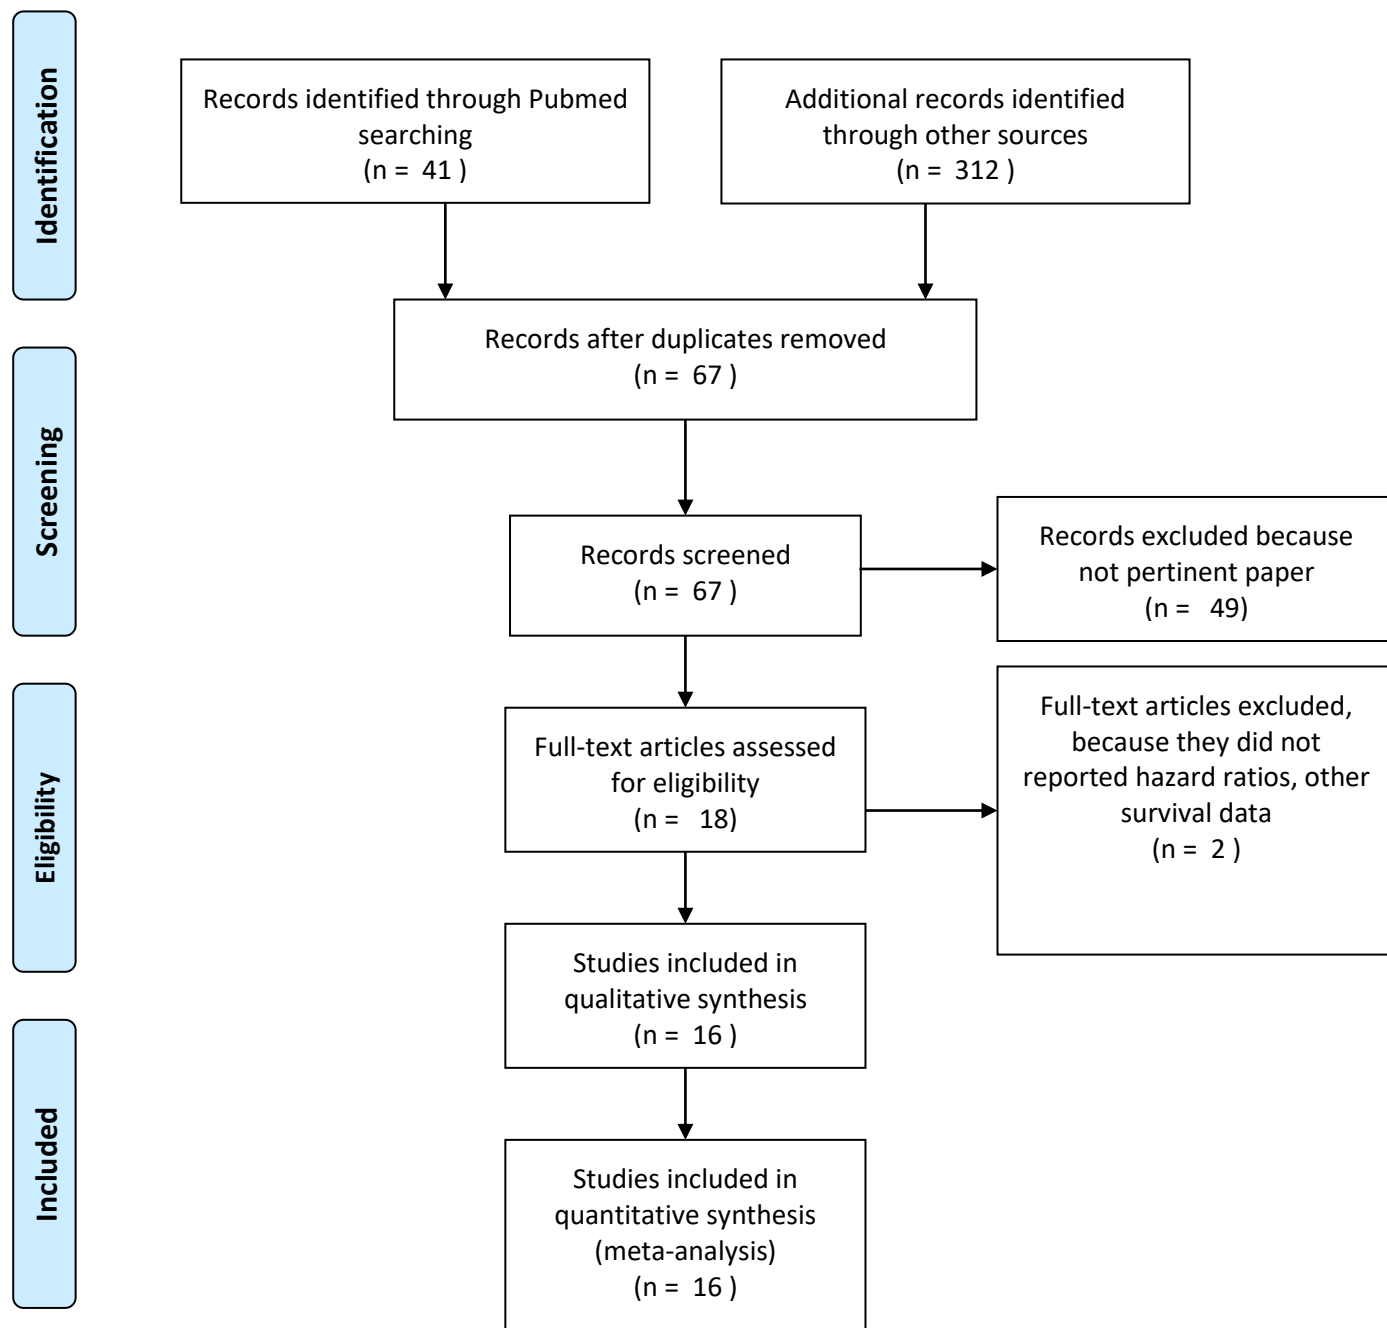 Identification
Records identified through Pubmed
searching
(n = 41 )
Additional records identified
through other sources
(n = 312 )
Records after duplicates removed
(n = 67 )
Screening
Records screened
(n = 67 )
Records excluded because
not pertinent paper
(n = 49)
Eligibility
Full-text articles assessed
for eligibility
(n = 18)
Full-text articles excluded,
because they did not
reported hazard ratios, other
survival data
(n = 2 )
Studies included in
qualitative synthesis
(n = 16 )
Included
Studies included in
quantitative synthesis
(meta-analysis)
(n = 16 )